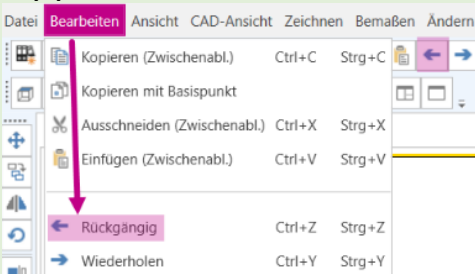 Datei Bearbeiten Ansicht CAD-Ansicht Zeichnen Bemaßen Ändern
Kopieren (Zwischenabl.) Ctrl+C Strg+C
Kopieren mit Basispunkt
Ausschneiden (Zwischenabl.) Ctrl+X Strg+X
Einfügen (Zwischenabl.) Ctrl+V Strg+V
Rückgängig Ctrl+Z Strg+Z
Wiederholen Ctrl+Y Strg+Y